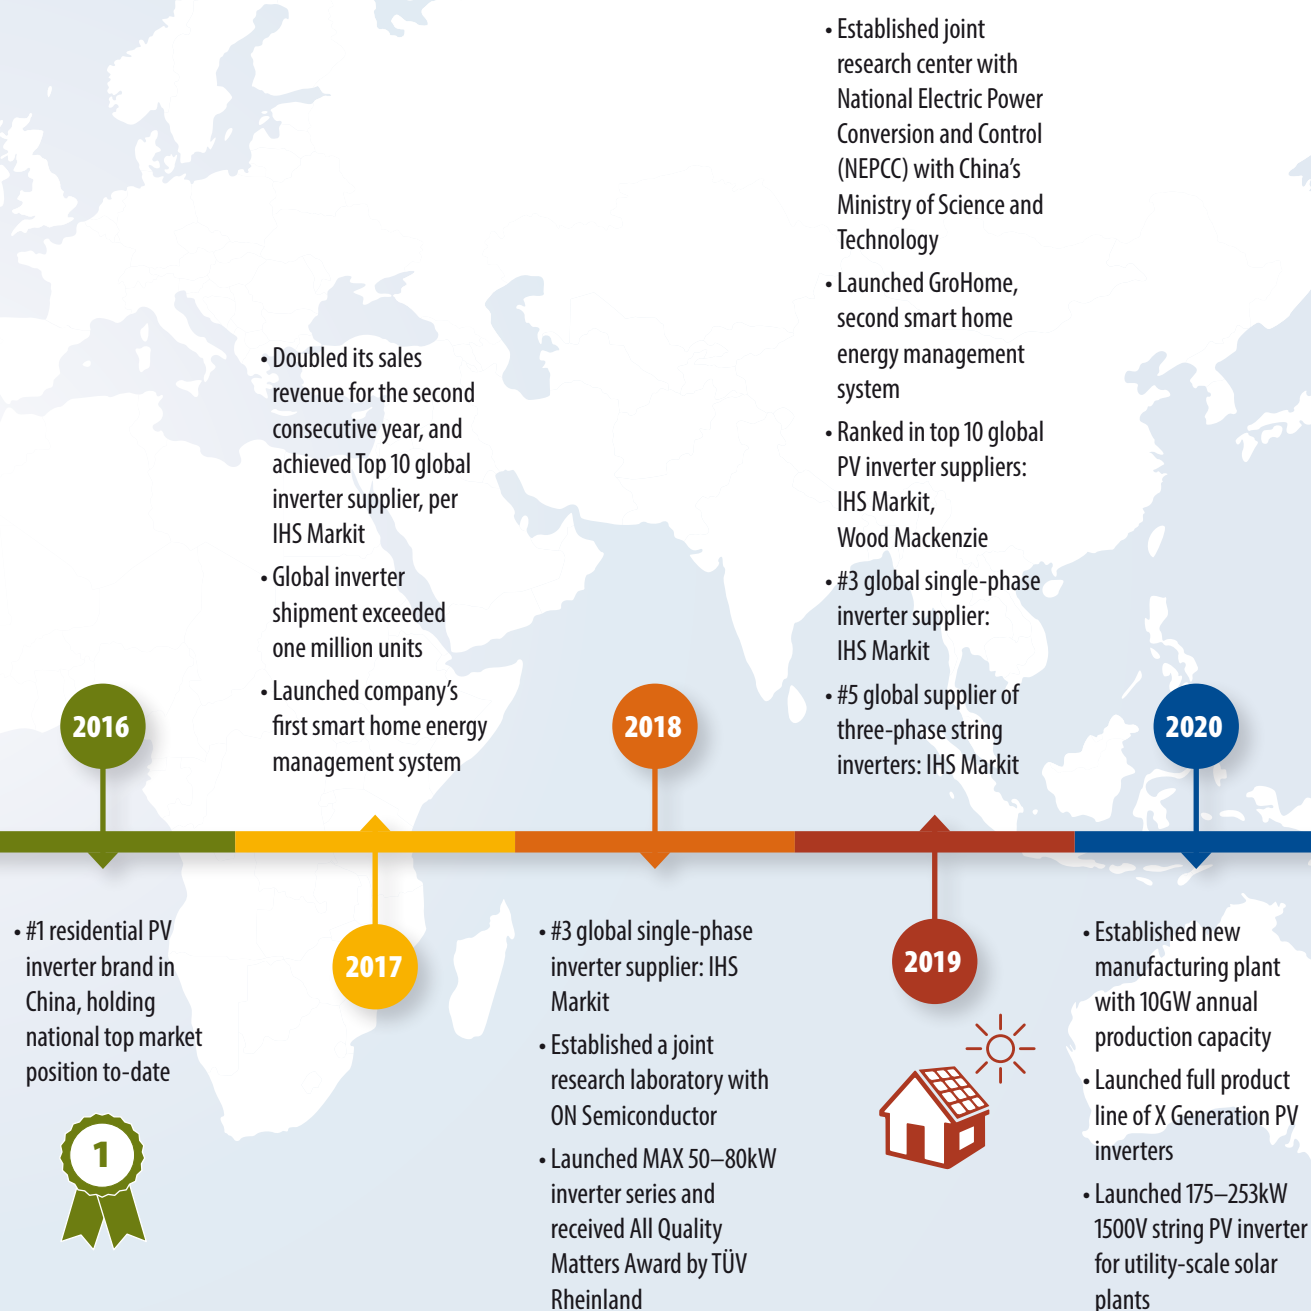 2016
• #1 residential PV
inverter brand in
China, holding
national top market
position to-date
1
• Doubled its sales
revenue for the second
consecutive year, and
achieved Top 10 global
inverter supplier, per
IHS Markit
• Global inverter
shipment exceeded
one million units
• Launched company’s
first smart home energy
management system
2017
2018
• #3 global single-phase
inverter supplier: IHS
Markit
• Established a joint
research laboratory with
ON Semiconductor
• Launched MAX 50–80kW
inverter series and
received All Quality
Matters Award by TÜV
Rheinland
• Established joint
research center with
National Electric Power
Conversion and Control
(NEPCC) with China’s
Ministry of Science and
Technology
• Launched GroHome,
second smart home
energy management
system
• Ranked in top 10 global
PV inverter suppliers:
IHS Markit,
Wood Mackenzie
• #3 global single-phase
inverter supplier:
IHS Markit
• #5 global supplier of
three-phase string
inverters: IHS Markit
2019
2020
• Established new
manufacturing plant
with 10GW annual
production capacity
• Launched full product
line of X Generation PV
inverters
• Launched 175–253kW
1500V string PV inverter
for utility-scale solar
plants